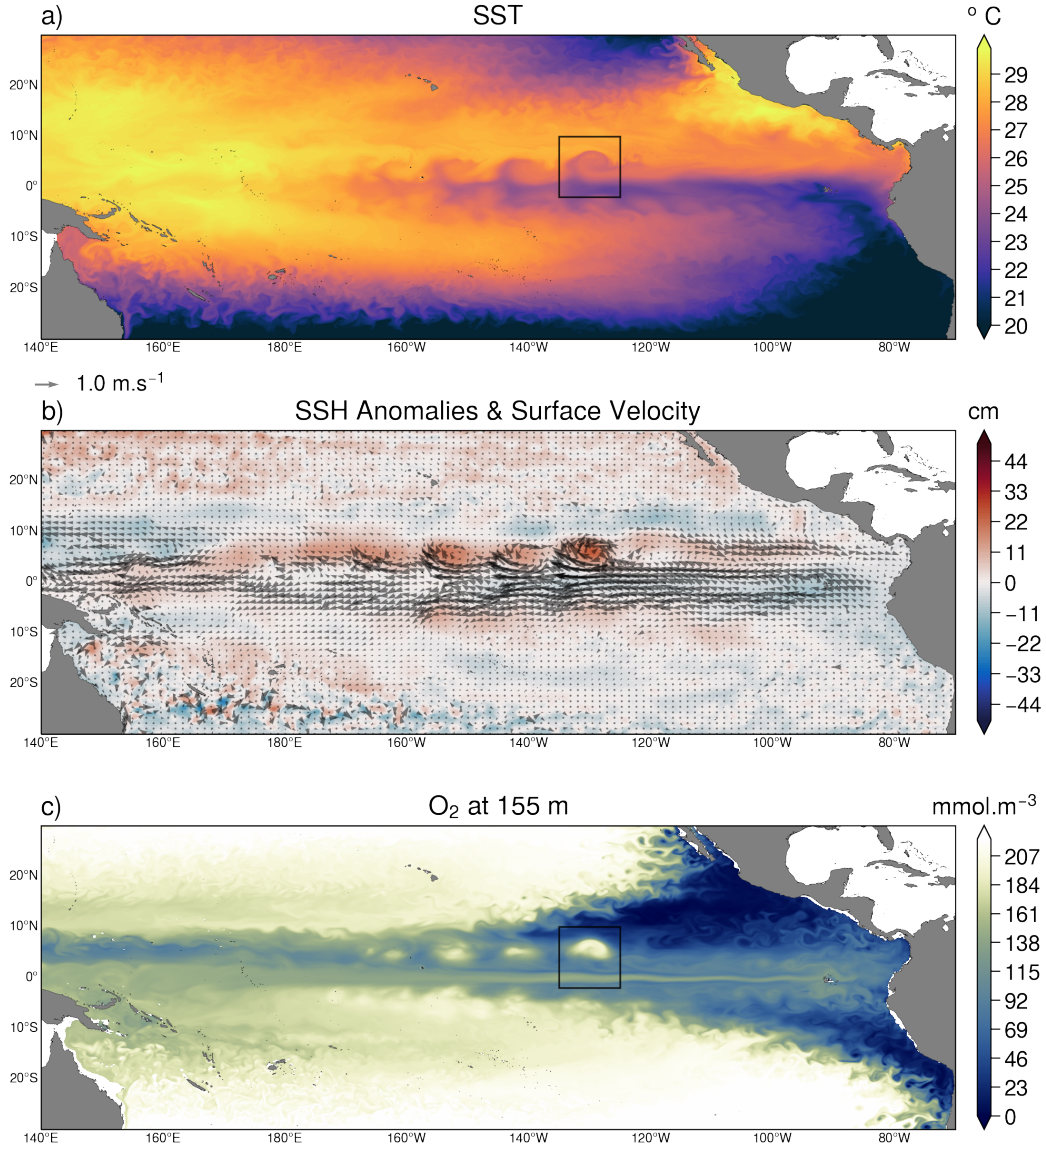 a) SST ° C
20°N
10°N
0°
10°S
20°S
140°E 160°E 180°E 160°W 140°W 120°W 100°W 80°W
29
28
27
26
25
24
23
22
21
20
1.0 m.s⁻¹
b) SSH Anomalies & Surface Velocity cm
20°N
10°N
0°
10°S
20°S
140°E 160°E 180°E 160°W 140°W 120°W 100°W 80°W
44
33
22
11
0
−11
−22
−33
−44
c) O₂ at 155 m mmol.m⁻³
20°N
10°N
0°
10°S
20°S
140°E 160°E 180°E 160°W 140°W 120°W 100°W 80°W
207
184
161
138
115
92
69
46
23
0